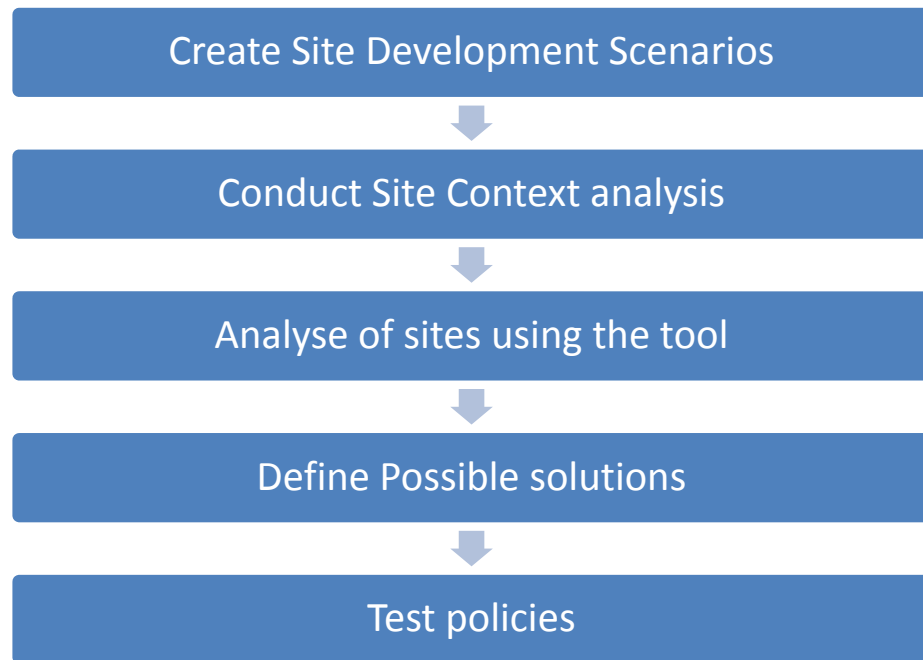 Create Site Development Scenarios
Conduct Site Context analysis
Analyse of sites using the tool
Define Possible solutions
Test policies